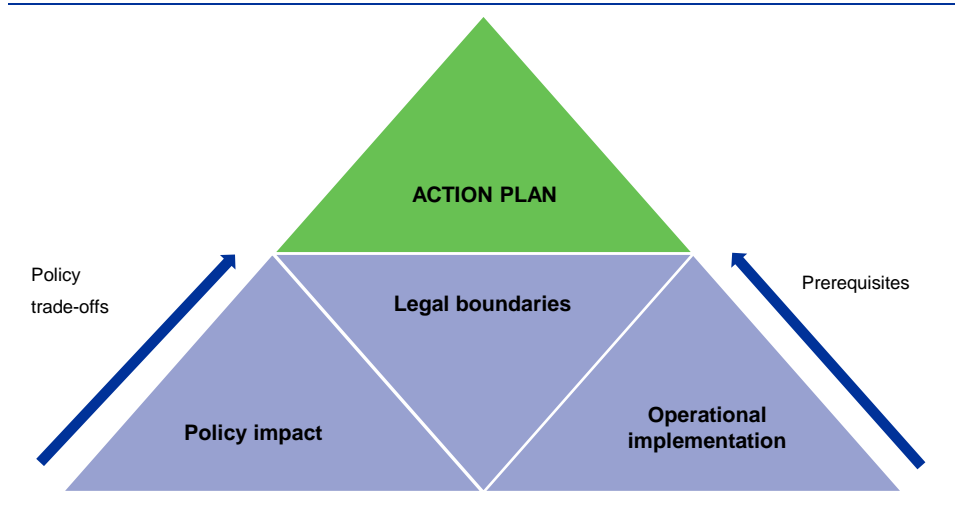 ACTION PLAN
Policy
trade-offs
Prerequisites
Legal boundaries
Policy impact
Operational
implementation